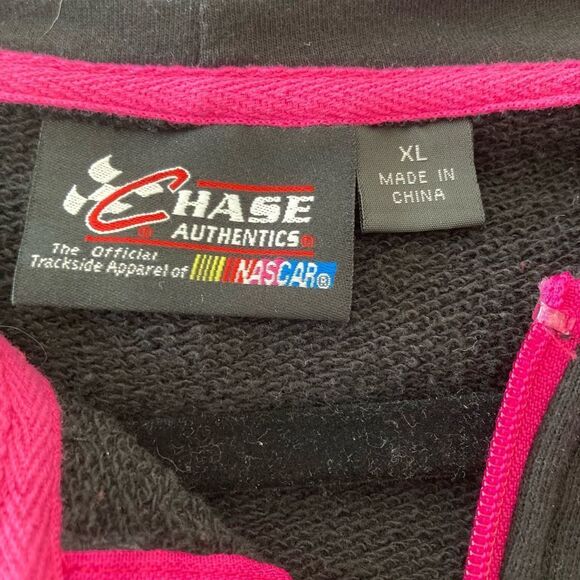 CHASE
®
AUTHENTICS®
The Official
Trackside Apparel of NASCAR®
XL
MADE IN
CHINA